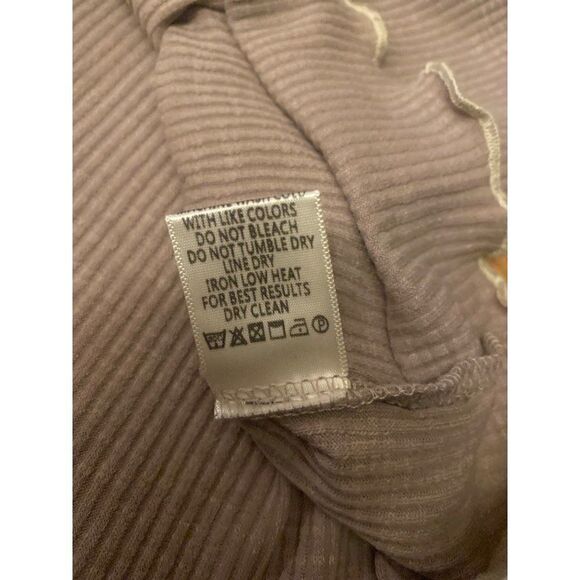 WITH LIKE COLORS
DO NOT BLEACH
DO NOT TUMBLE DRY
LINE DRY
IRON LOW HEAT
FOR BEST RESULTS
DRY CLEAN
P